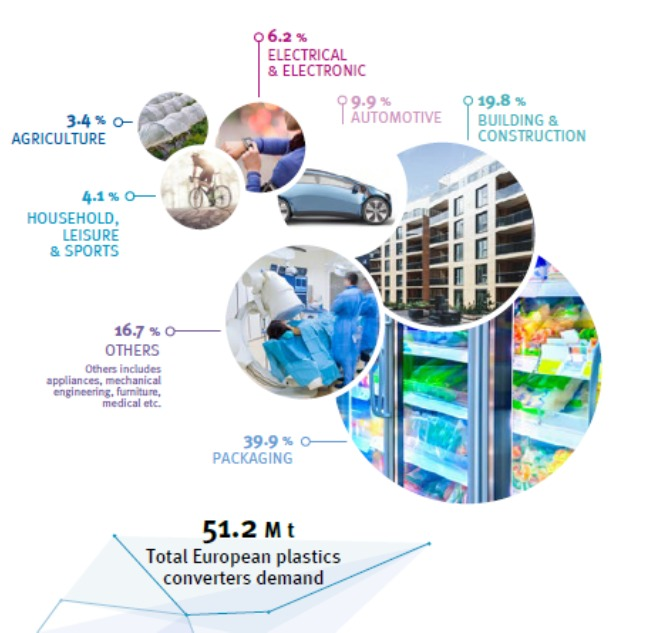 6.2 %
ELECTRICAL
& ELECTRONIC
9.9 %
AUTOMOTIVE
19.8 %
BUILDING &
CONSTRUCTION
3.4 %
AGRICULTURE
4.1 %
HOUSEHOLD,
LEISURE
& SPORTS
16.7 %
OTHERS
Others includes
appliances, mechanical
engineering, furniture,
medical etc.
39.9 %
PACKAGING
51.2 M t
Total European plastics
converters demand